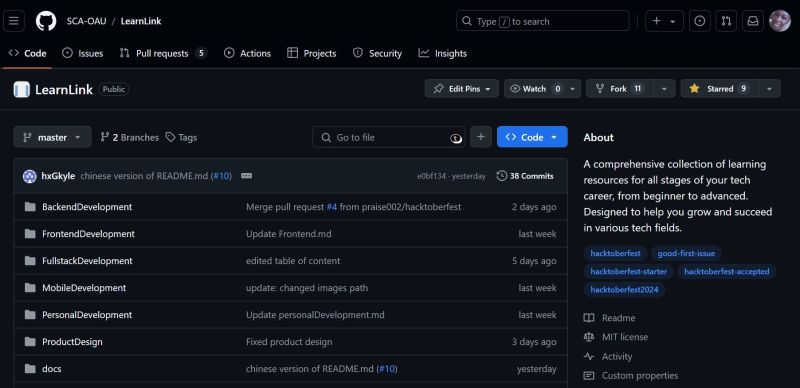 SCA-OAU / LearnLink
Type / to search
Code Issues Pull requests 5 Actions Projects Security Insights
LearnLink Public
Edit Pins Watch 0 Fork 11 Starred 9
master 2 Branches Tags Go to file Code
hxGkyle chinese version of README.md (#10) e0bf134 · yesterday 38 Commits
BackendDevelopment Merge pull request #4 from praise002/hacktoberfest 2 days ago
FrontendDevelopment Update Frontend.md last week
FullstackDevelopment edited table of content 5 days ago
MobileDevelopment update: changed images path last week
PersonalDevelopment Update personalDevelopment.md last week
ProductDesign Fixed product design 3 days ago
docs chinese version of README.md (#10) yesterday
About
A comprehensive collection of learning
resources for all stages of your tech
career, from beginner to advanced.
Designed to help you grow and succeed
in various tech fields.
hacktoberfest good-first-issue
hacktoberfest-starter hacktoberfest-accepted
hacktoberfest2024
Readme
MIT license
Activity
Custom properties